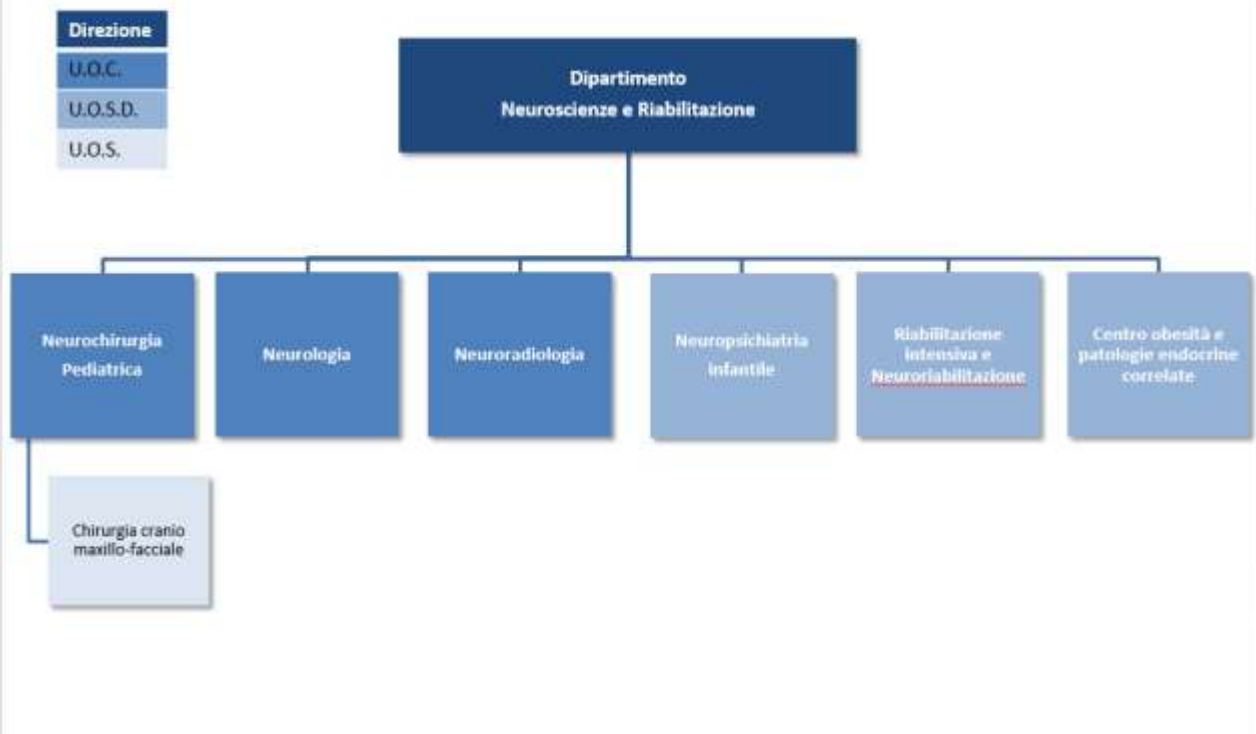 Direzione
U.O.C.
U.O.S.D.
U.O.S.
Dipartimento
Neuroscienze e Riabilitazione
Neurochirurgia
Pediatrica
Neurologia
Neuroradiologia
Neuropsichiatria
infantile
Riabilitazione
intensiva e
Neuroriabilitazione
Centro obesità e
patologie endocrine
correlate
Chirurgia cranio
maxillo-facciale